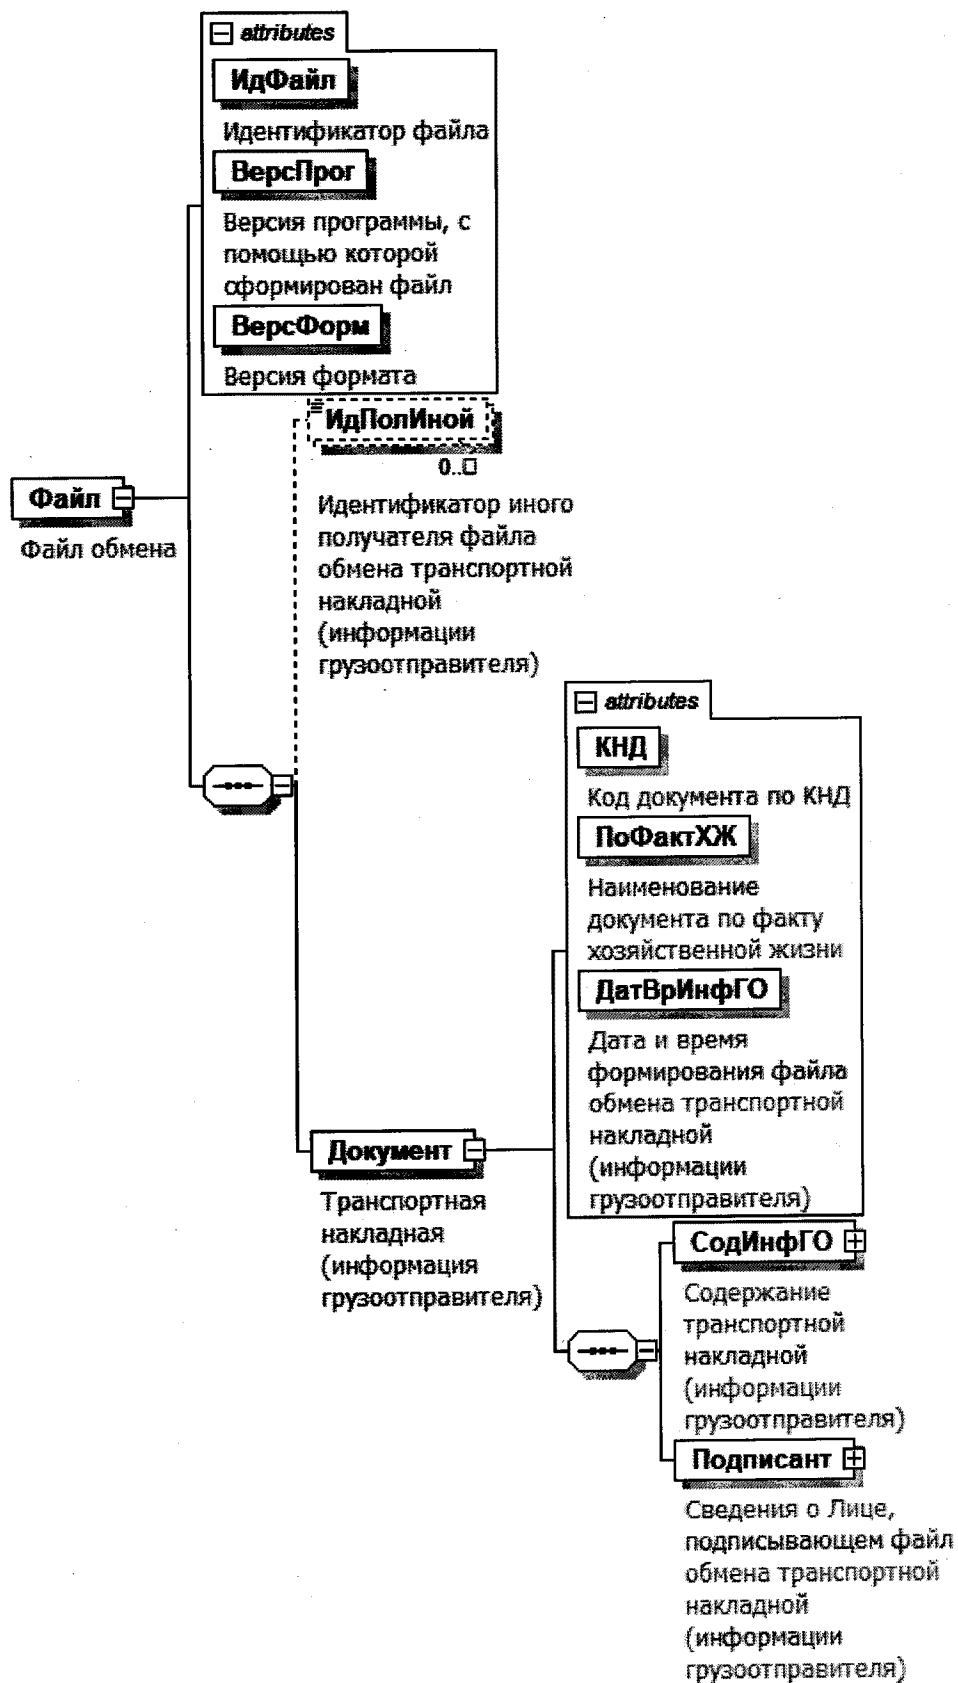 attributes
ИдФайл
Идентификатор файла
ВерсПрог
Версия программы, с
помощью которой
сформирован файл
ВерсФорм
Версия формата
ИдПолИной
0..□
Идентификатор иного
получателя файла
обмена транспортной
накладной
(информации
грузоотправителя)
Файл
Файл обмена
attributes
КНД
Код документа по КНД
ПоФактХЖ
Наименование
документа по факту
хозяйственной жизни
ДатВрИнфГО
Дата и время
формирования файла
обмена транспортной
накладной
(информации
грузоотправителя)
Документ
Транспортная
накладная
(информация
грузоотправителя)
СодИнфГО
Содержание
транспортной
накладной
(информации
грузоотправителя)
Подписант
Сведения о Лице,
подписывающем файл
обмена транспортной
накладной
(информации
грузоотправителя)